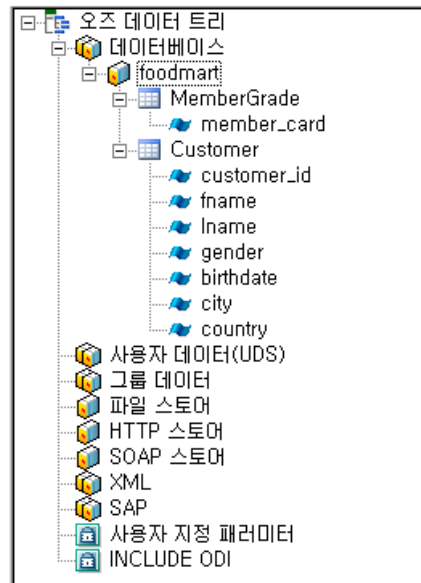 오즈 데이터 트리
데이터베이스
foodmart
MemberGrade
member_card
Customer
customer_id
fname
lname
gender
birthdate
city
country
사용자 데이터(UDS)
그룹 데이터
파일 스토어
HTTP 스토어
SOAP 스토어
XML
SAP
사용자 지정 패러미터
INCLUDE ODI